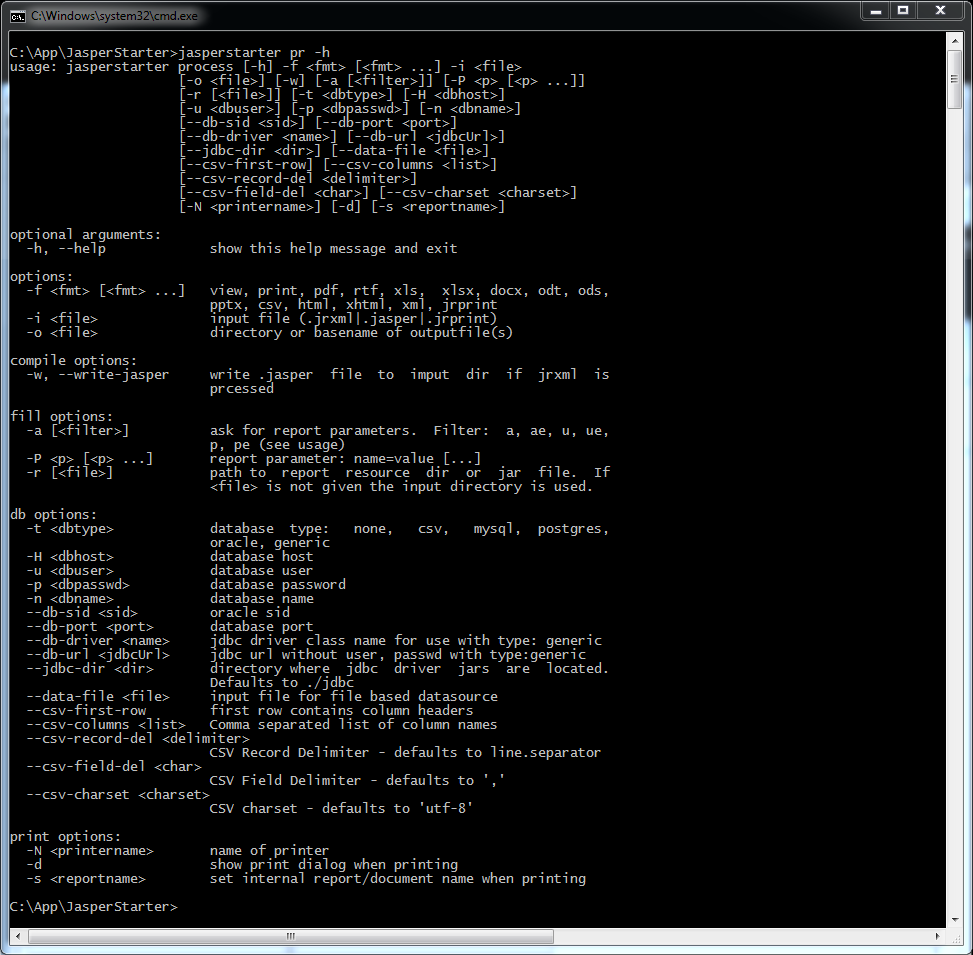 C:\Windows\system32\cmd.exe
C:\App\JasperStarter>jasperstarter pr -h
usage: jasperstarter process [-h] -f <fmt> [<fmt> ...] -i <file>
[-o <file>] [-w] [-a [<filter>]] [-P <p> [<p> ...]]
[-r [<file>]] [-t <dbtype>] [-H <dbhost>]
[-u <dbuser>] [-p <dbpasswd>] [-n <dbname>]
[--db-sid <sid>] [--db-port <port>]
[--db-driver <name>] [--db-url <jdbcUrl>]
[--jdbc-dir <dir>] [--data-file <file>]
[--csv-first-row] [--csv-columns <list>]
[--csv-record-del <delimiter>]
[--csv-field-del <char>] [--csv-charset <charset>]
[-N <printername>] [-d] [-s <reportname>]
optional arguments:
-h, --help show this help message and exit
options:
-f <fmt> [<fmt> ...] view, print, pdf, rtf, xls, xlsx, docx, odt, ods,
pptx, csv, html, xhtml, xml, jrprint
-i <file> input file (.jrxml|.jasper|.jrprint)
-o <file> directory or basename of outputfile(s)
compile options:
-w, --write-jasper write .jasper file to imput dir if jrxml is
prcessed
fill options:
-a [<filter>] ask for report parameters. Filter: a, ae, u, ue,
p, pe (see usage)
-P <p> [<p> ...] report parameter: name=value [...]
-r [<file>] path to report resource dir or jar file. If
<file> is not given the input directory is used.
db options:
-t <dbtype> database type: none, csv, mysql, postgres,
oracle, generic
-H <dbhost> database host
-u <dbuser> database user
-p <dbpasswd> database password
-n <dbname> database name
--db-sid <sid> oracle sid
--db-port <port> database port
--db-driver <name> jdbc driver class name for use with type: generic
--db-url <jdbcUrl> jdbc url without user, passwd with type:generic
--jdbc-dir <dir> directory where jdbc driver jars are located.
Defaults to ./jdbc
--data-file <file> input file for file based datasource
--csv-first-row first row contains column headers
--csv-columns <list> Comma separated list of column names
--csv-record-del <delimiter>
CSV Record Delimiter - defaults to line.separator
--csv-field-del <char>
CSV Field Delimiter - defaults to ','
--csv-charset <charset>
CSV charset - defaults to 'utf-8'
print options:
-N <printername> name of printer
-d show print dialog when printing
-s <reportname> set internal report/document name when printing
C:\App\JasperStarter>